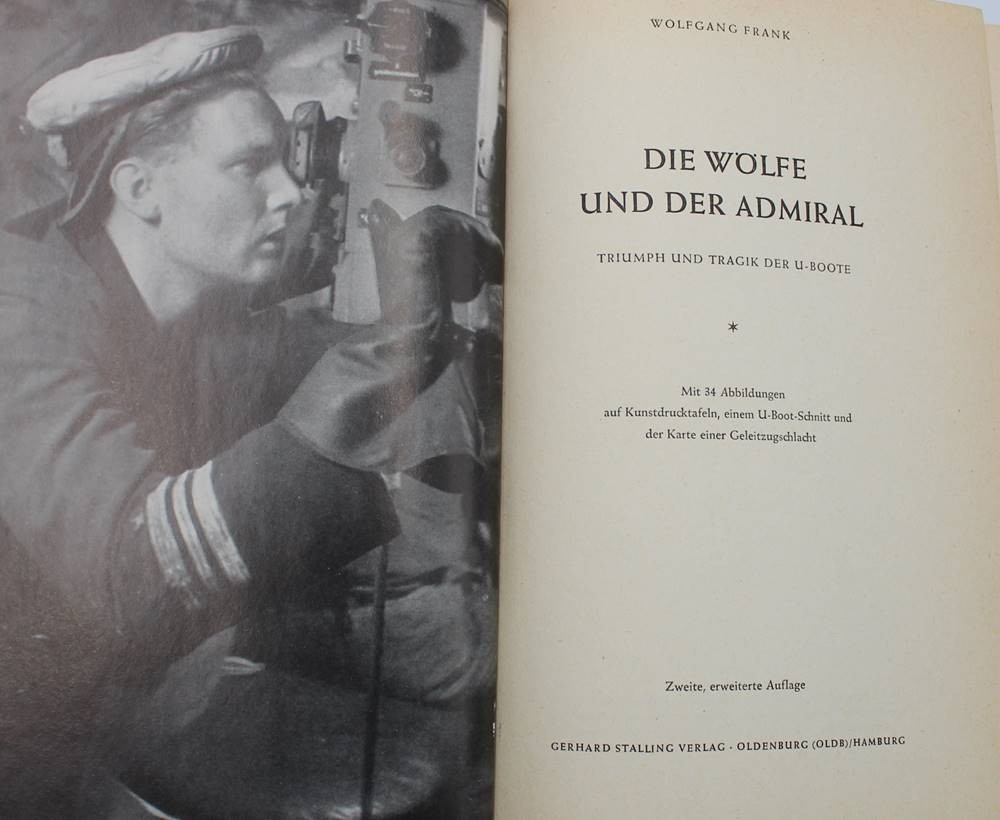 WOLFGANG FRANK
DIE WÖLFE
UND DER ADMIRAL
TRIUMPH UND TRAGIK DER U-BOOTE
*
Mit 34 Abbildungen
auf Kunstdrucktafeln, einem U-Boot-Schnitt und
der Karte einer Geleitzugschlacht
Zweite, erweiterte Auflage
GERHARD STALLING VERLAG · OLDENBURG (OLDB)/HAMBURG